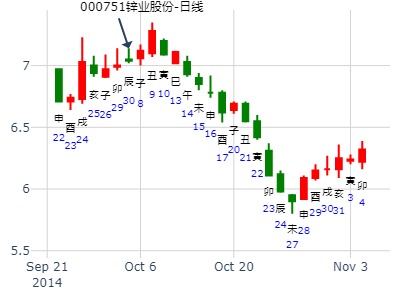 000751锌业股份-日线
7
6.5
6
5.5
申 酉 戌 亥 子 卯 辰 子 丑 寅 巳 午 未 申 酉 子 丑 寅 卯 辰 未 申 酉 戌 亥 寅 卯
22 23 24 25 26 29 30 8 9 10 13 14 15 16 17 20 21 22 23 24 27 28 29 30 31 3 4
Sep 21 Oct 6 Oct 20 Nov 3
2014